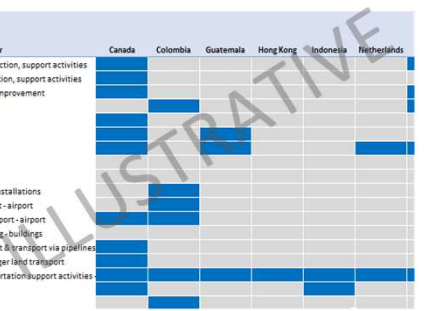 r Canada Colombia Guatemala Hong Kong Indonesia Netherlands
ction, support activities
tion, support activities
mprovement
nstallations
t - airport
port - airport
g - buildings
t & transport via pipelines
ger land transport
rtation support activities -
ILLUSTRATIVE